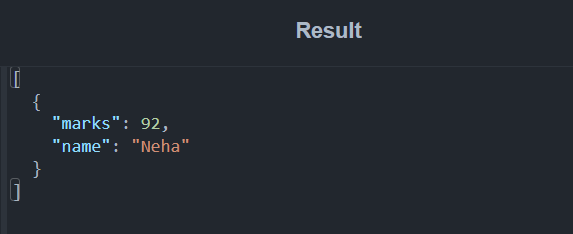 Result
[
  {
    "marks": 92,
    "name": "Neha"
  }
]